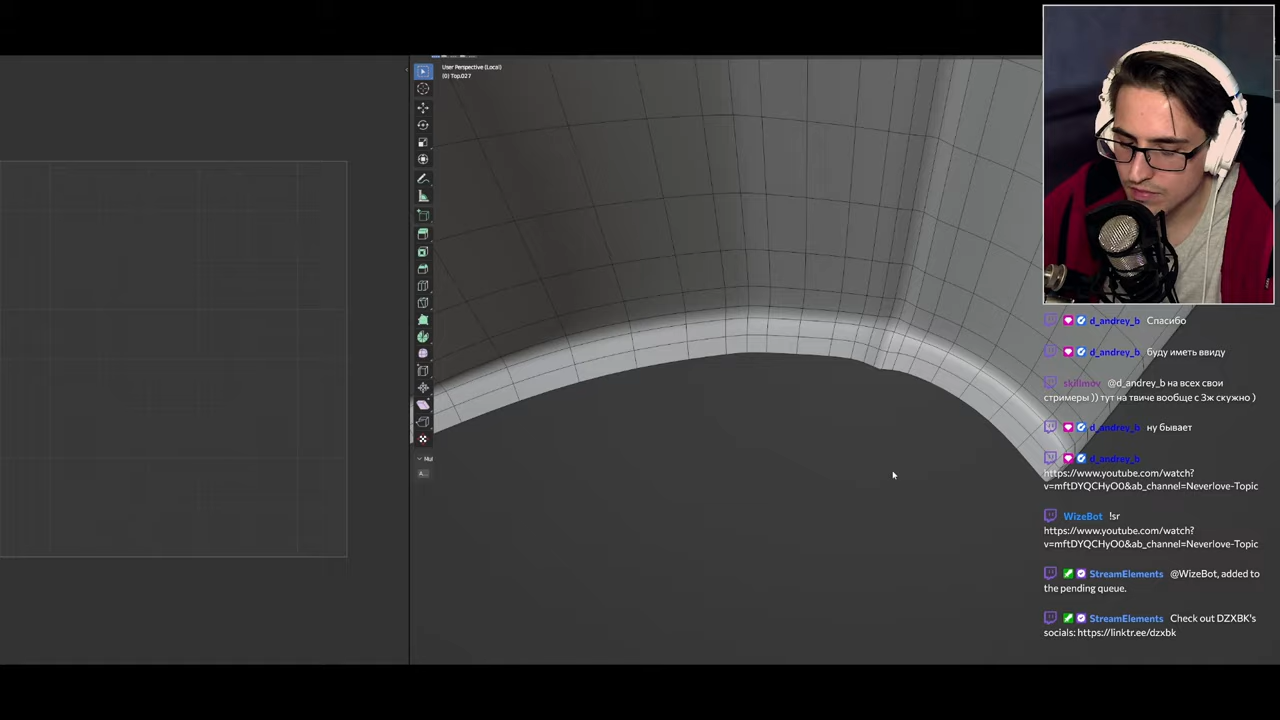 User Perspective (Local)
(0) Top.027
Mul
A...
d_andrey_b Спасибо
d_andrey_b буду иметь ввиду
skillmov @d_andrey_b на всех свои
стримеры )) тут на твиче вообще с 3ж скужно )
d_andrey_b ну бывает
d_andrey_b
https://www.youtube.com/watch?
v=mftDYQCHyO0&ab_channel=Neverlove-Topic
WizeBot !sr
https://www.youtube.com/watch?
v=mftDYQCHyO0&ab_channel=Neverlove-Topic
StreamElements @WizeBot, added to
the pending queue.
StreamElements Check out DZXBK's
socials: https://linktr.ee/dzxbk